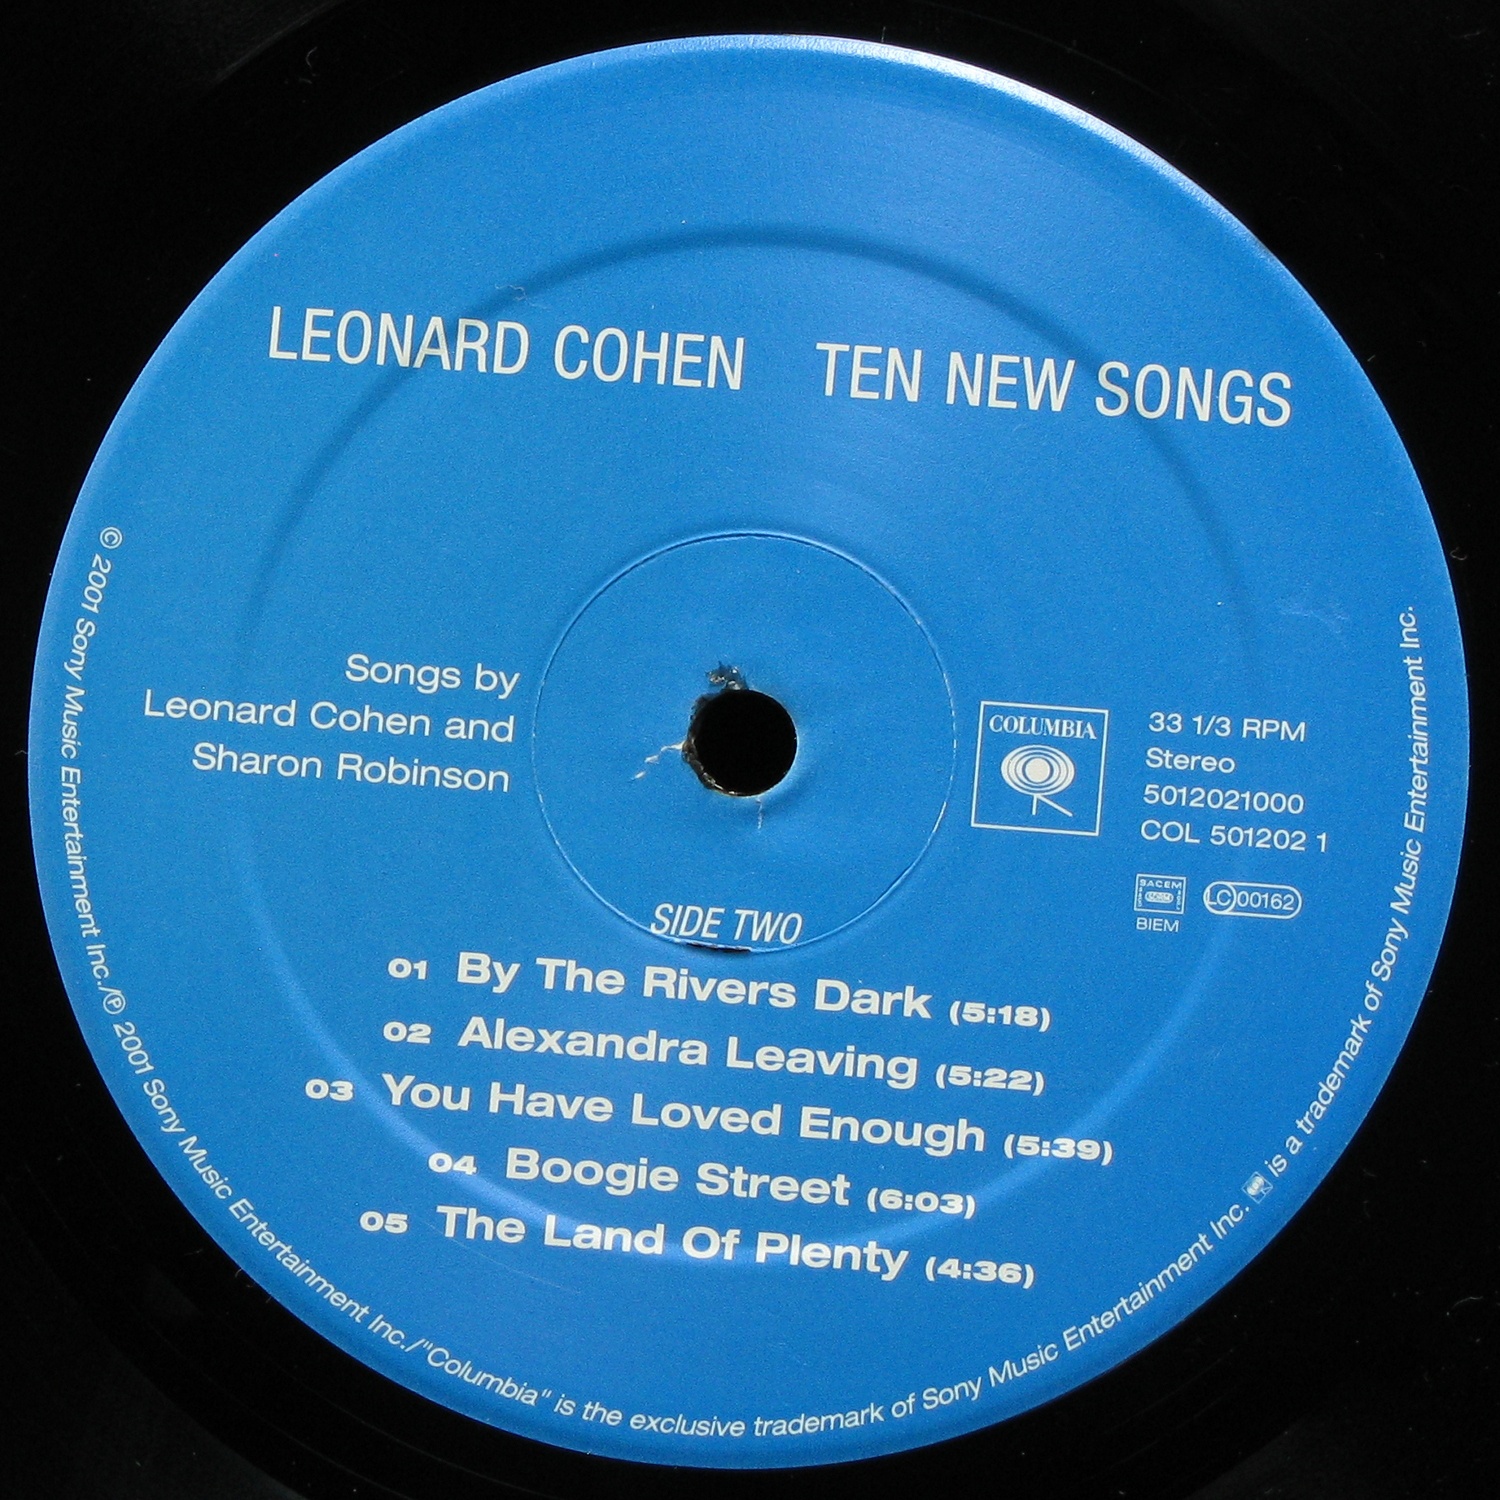 LEONARD COHEN TEN NEW SONGS
Songs by
Leonard Cohen and
Sharon Robinson
COLUMBIA
33 1/3 RPM
Stereo
5012021000
COL 501202 1
SACEM
BIEM
LC 00162
SIDE TWO
01 By The Rivers Dark (5:18)
02 Alexandra Leaving (5:22)
03 You Have Loved Enough (5:39)
04 Boogie Street (6:03)
05 The Land Of Plenty (4:36)
© 2001 Sony Music Entertainment Inc./℗ 2001 Sony Music Entertainment Inc./"Columbia" is the exclusive trademark of Sony Music Entertainment Inc. is a trademark of Sony Music Entertainment Inc.